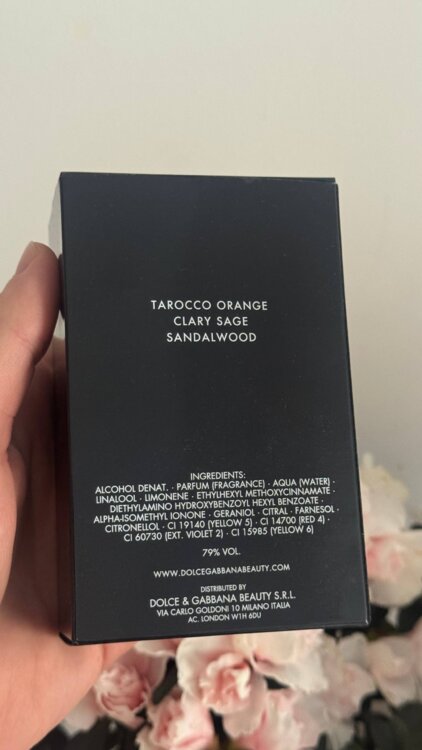 TAROCCO ORANGE
CLARY SAGE
SANDALWOOD
INGREDIENTS:
ALCOHOL DENAT. · PARFUM (FRAGRANCE) · AQUA (WATER) ·
LINALOOL · LIMONENE · ETHYLHEXYL METHOXYCINNAMATE ·
DIETHYLAMINO HYDROXYBENZOYL HEXYL BENZOATE ·
ALPHA-ISOMETHYL IONONE · GERANIOL · CITRAL · FARNESOL ·
CITRONELLOL · CI 19140 (YELLOW 5) · CI 14700 (RED 4) ·
CI 60730 (EXT. VIOLET 2) · CI 15985 (YELLOW 6)
79% VOL.
WWW.DOLCEGABBANABEAUTY.COM
DISTRIBUTED BY
DOLCE & GABBANA BEAUTY S.R.L.
VIA CARLO GOLDONI 10 MILANO ITALIA
AC. LONDON W1H 6DU